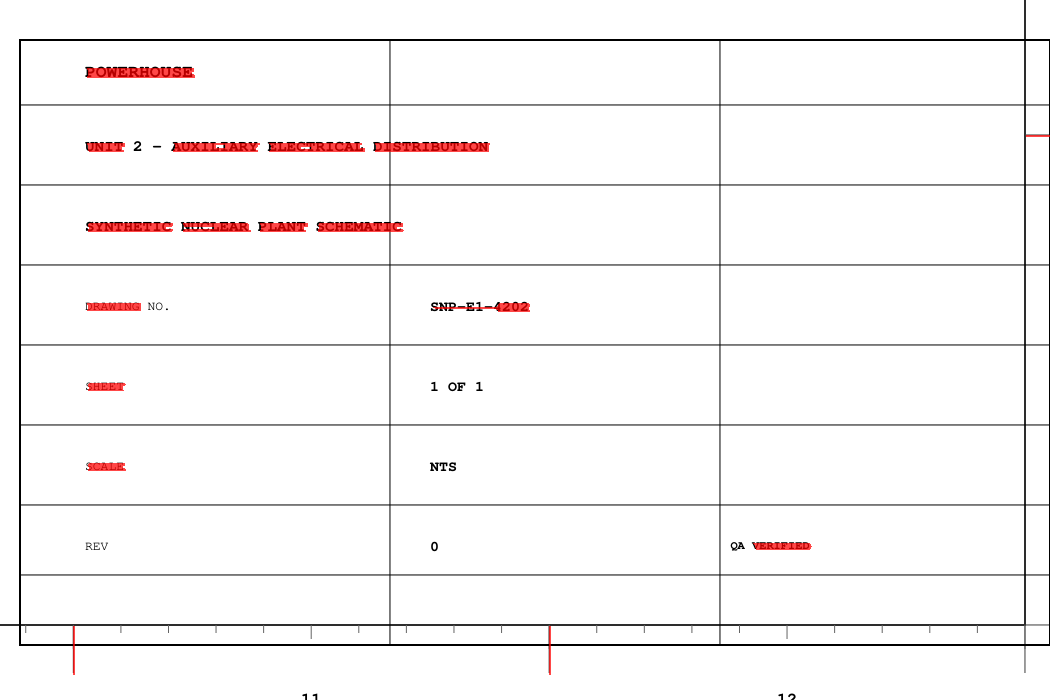 POWERHOUSE
UNIT 2 - AUXILIARY ELECTRICAL DISTRIBUTION
SYNTHETIC NUCLEAR PLANT SCHEMATIC
DRAWING NO. SNP-E1-4202
SHEET 1 OF 1
SCALE NTS
REV 0 QA VERIFIED
11 12